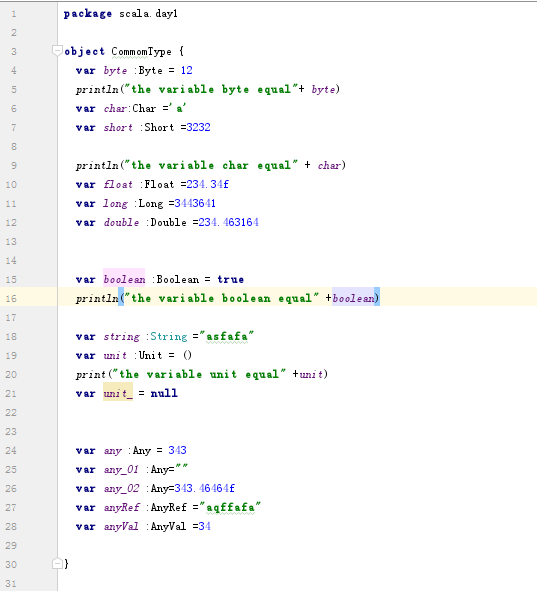 1 package scala.day1
2
3 object CommomType {
4 var byte :Byte = 12
5 println("the variable byte equal"+ byte)
6 var char:Char ='a'
7 var short :Short =3232
8
9 println("the variable char equal" + char)
10 var float :Float =234.34f
11 var long :Long =3443641
12 var double :Double =234.463164
13
14
15 var boolean :Boolean = true
16 println("the variable boolean equal" +boolean)
17
18 var string :String ="asfafa"
19 var unit :Unit = ()
20 print("the variable unit equal" +unit)
21 var unit_ = null
22
23
24 var any :Any = 343
25 var any_01 :Any=""
26 var any_02 :Any=343.46464f
27 var anyRef :AnyRef ="aqffafa"
28 var anyVal :AnyVal =34
29
30 }
31